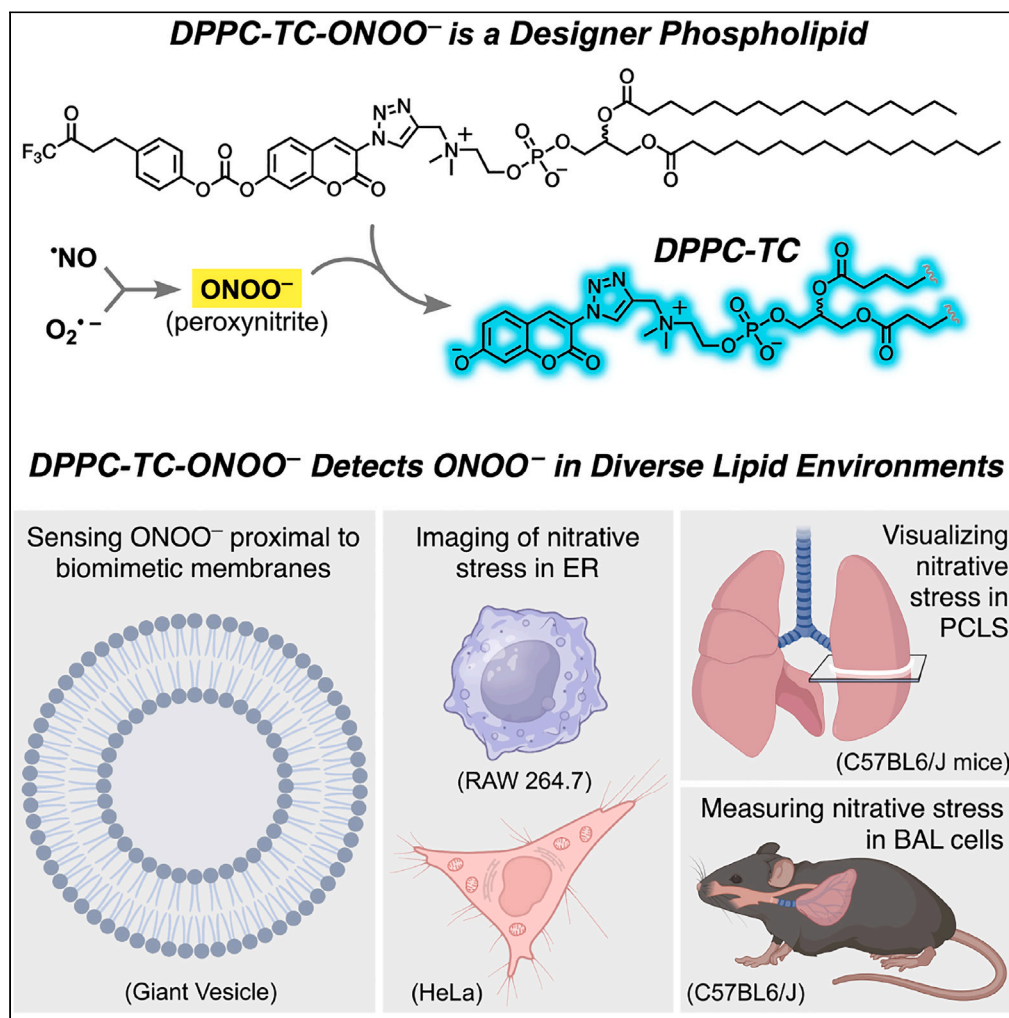 DPPC-TC-ONOO⁻ is a Designer Phospholipid
O
F₃C
O
O
O
O
O
N
N
N
N
+
O
P
O
O⁻
O
O
O
O
•NO
O₂•⁻
ONOO⁻
(peroxynitrite)
DPPC-TC
⁻O
O
O
N
N
N
N
+
O
P
O
O⁻
O
O
O
O
O
DPPC-TC-ONOO⁻ Detects ONOO⁻ in Diverse Lipid Environments
Sensing ONOO⁻ proximal to
biomimetic membranes
(Giant Vesicle)
Imaging of nitrative
stress in ER
(RAW 264.7)
(HeLa)
Visualizing
nitrative
stress in
PCLS
(C57BL6/J mice)
Measuring nitrative stress
in BAL cells
(C57BL6/J)